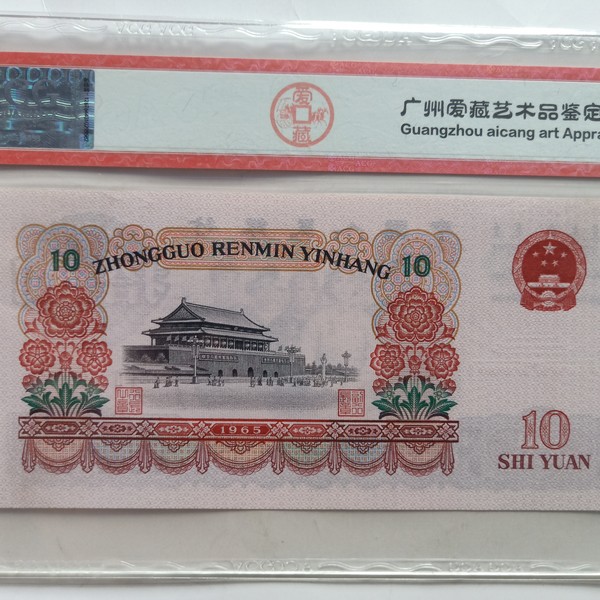 爱藏
广州爱藏艺术品鉴定
Guangzhou aicang art Appra
10
ZHONGGUO RENMIN YINHANG
10
1965
10
SHI YUAN